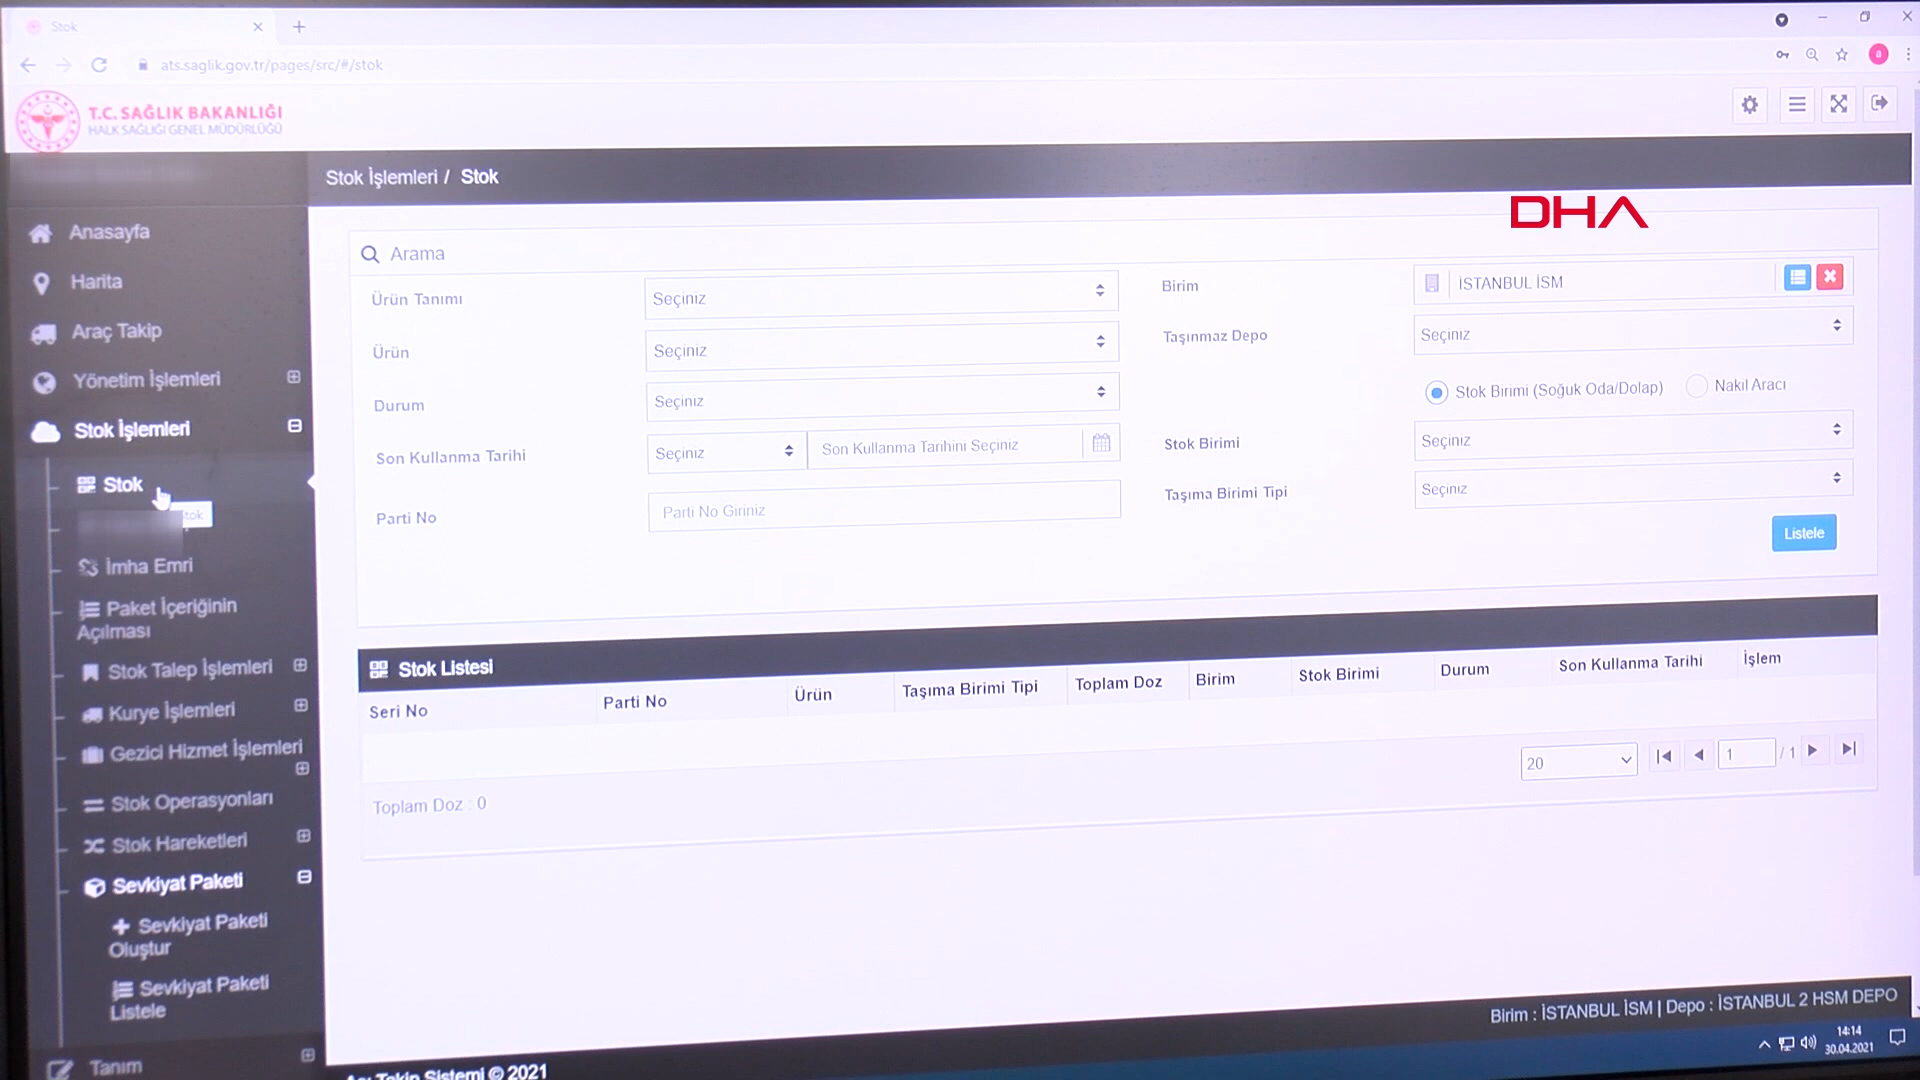 Stok
ats.saglik.gov.tr/pages/src/#/stok
a
T.C. SAĞLIK BAKANLIĞI
HALK SAĞLIĞI GENEL MÜDÜRLÜĞÜ
Stok İşlemleri / Stok
DHA
Anasayfa
Harita
Araç Takip
Yönetim İşlemleri
Stok İşlemleri
Stok
Stok
İmha Emri
Paket İçeriğinin
Açılması
Stok Talep İşlemleri
Kurye İşlemleri
Gezici Hizmet İşlemleri
Stok Operasyonları
Stok Hareketleri
Sevkiyat Paketi
Sevkiyat Paketi
Oluştur
Sevkiyat Paketi
Listele
Tanım
Arama
Ürün Tanımı Seçiniz
Ürün Seçiniz
Durum Seçiniz
Son Kullanma Tarihi Seçiniz Son Kullanma Tarihini Seçiniz
Parti No Parti No Giriniz
Birim İSTANBUL İSM
Taşınmaz Depo Seçiniz
Stok Birimi (Soğuk Oda/Dolap) Nakil Aracı
Stok Birimi Seçiniz
Taşıma Birimi Tipi Seçiniz
Listele
Stok Listesi
Seri No Parti No Ürün Taşıma Birimi Tipi Toplam Doz Birim Stok Birimi Durum Son Kullanma Tarihi İşlem
20 1 / 1
Toplam Doz : 0
Birim : İSTANBUL İSM | Depo : İSTANBUL 2 HSM DEPO
Aşı Takip Sistemi © 2021
14:14
30.04.2021